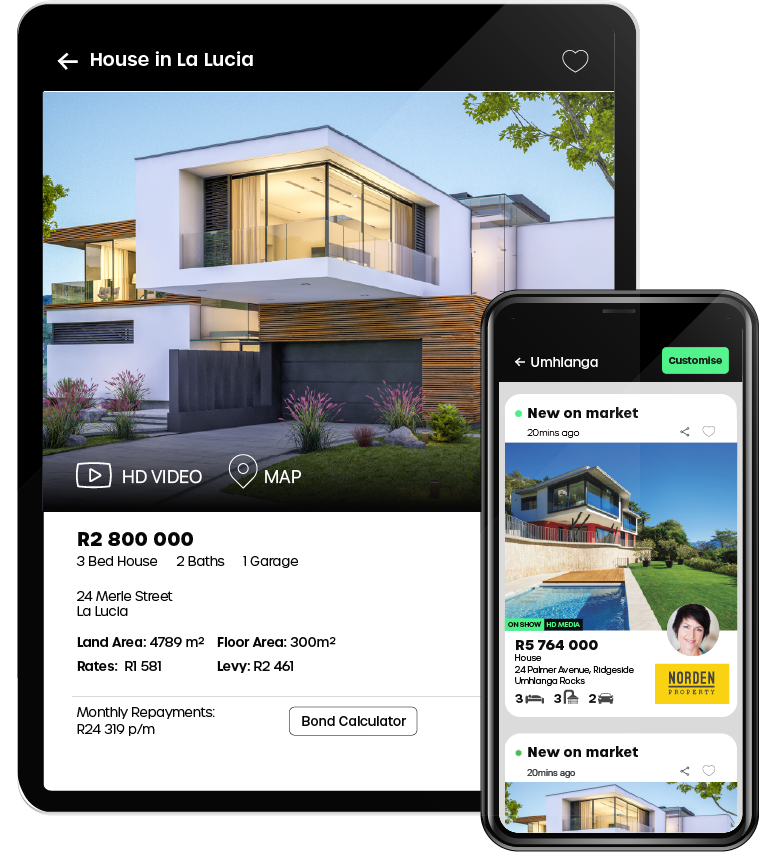 House in La Lucia
HD VIDEO MAP
R2 800 000
3 Bed House 2 Baths 1 Garage
24 Merle Street
La Lucia
Land Area: 4789 m² Floor Area: 300m²
Rates: R1 581 Levy: R2 461
Monthly Repayments:
R24 319 p/m
Bond Calculator
Umhlanga
Customise
New on market
20mins ago
ON SHOW HD MEDIA
R5 764 000
House
24 Palmer Avenue, Ridgeside
Umhlanga Rocks
3 3 2
NORDEN
PROPERTY
New on market
20mins ago